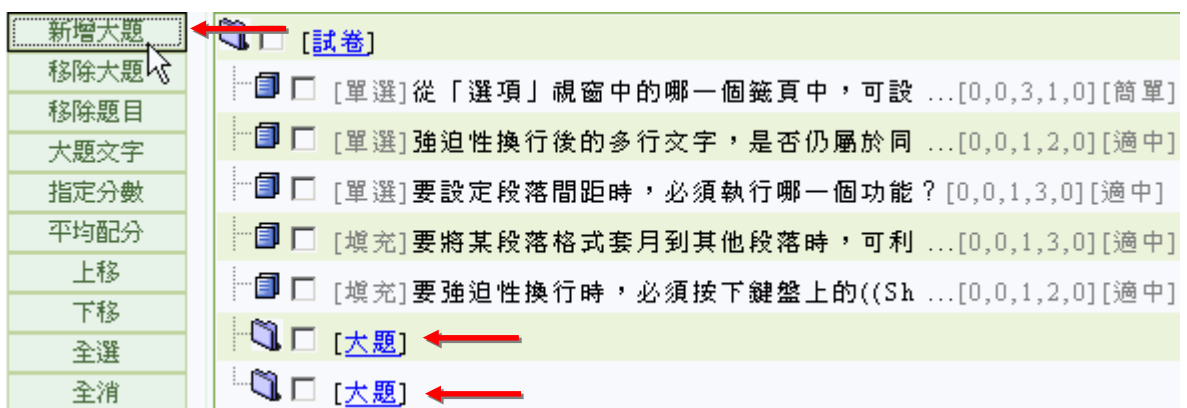 新增大題
移除大題
移除題目
大題文字
指定分數
平均配分
上移
下移
全選
全消
[試卷]
[單選]從「選項」視窗中的哪一個籤頁中，可設 ...[0,0,3,1,0][簡單]
[單選]強迫性換行後的多行文字，是否仍屬於同 ...[0,0,1,2,0][適中]
[單選]要設定段落間距時，必須執行哪一個功能？[0,0,1,3,0][適中]
[填充]要將某段落格式套月到其他段落時，可利 ...[0,0,1,3,0][適中]
[填充]要強迫性換行時，必須按下鍵盤上的((Sh ...[0,0,1,2,0][適中]
[大題]
[大題]